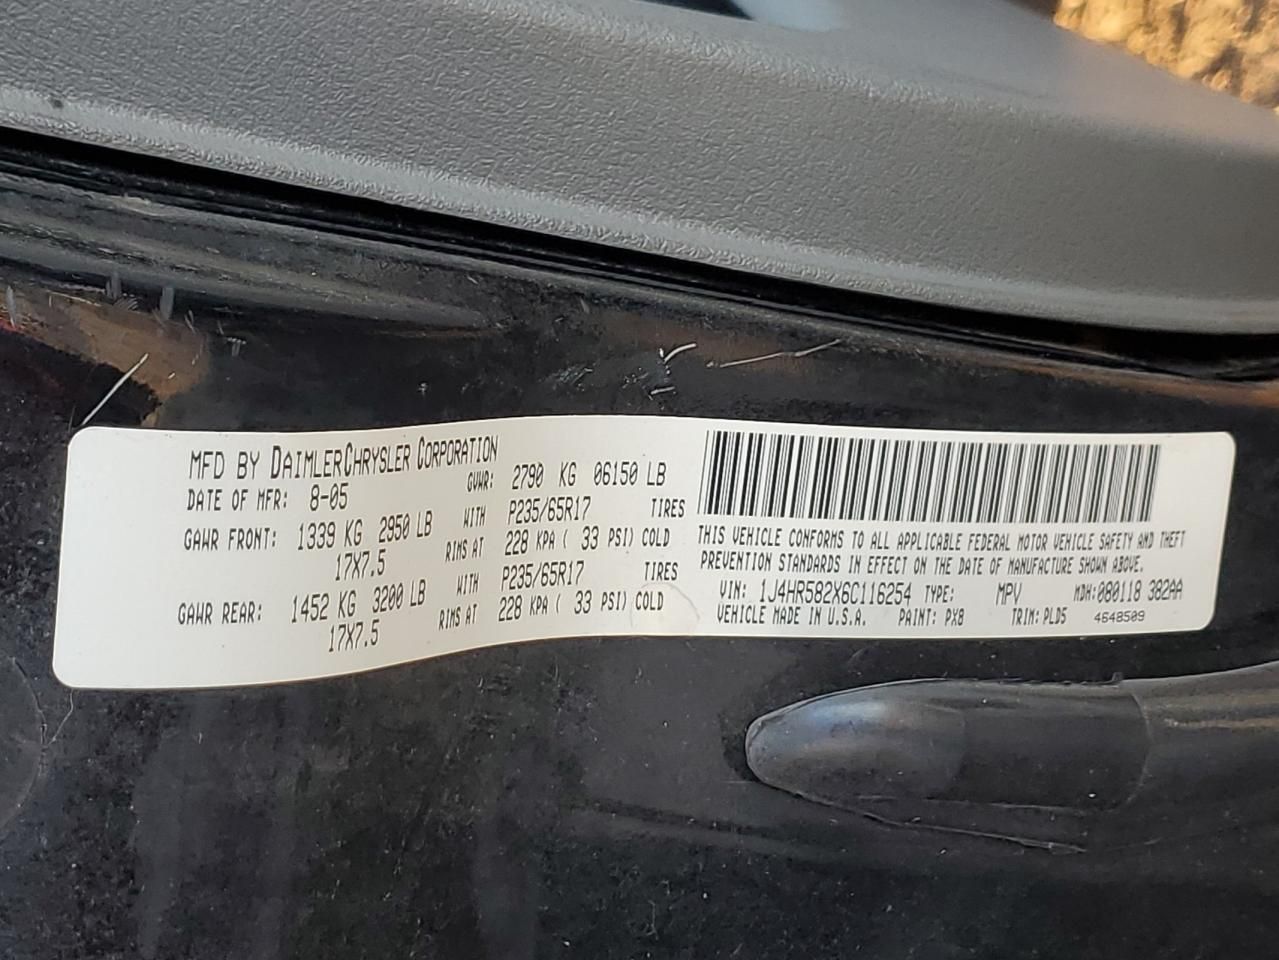 MFD BY DAIMLERCHRYSLER CORPORATION
DATE OF MFR: 8-05 GVWR: 2790 KG 06150 LB
GAWR FRONT: 1339 KG 2950 LB WITH P235/65R17 TIRES
17X7.5 RIMS AT 228 KPA ( 33 PSI) COLD
GAWR REAR: 1452 KG 3200 LB WITH P235/65R17 TIRES
17X7.5 RIMS AT 228 KPA ( 33 PSI) COLD
THIS VEHICLE CONFORMS TO ALL APPLICABLE FEDERAL MOTOR VEHICLE SAFETY AND THEFT
PREVENTION STANDARDS IN EFFECT ON THE DATE OF MANUFACTURE SHOWN ABOVE.
VIN: 1J4HR582X6C116254 TYPE: MPV MDH:080118 382AA
VEHICLE MADE IN U.S.A. PAINT: PX8 TRIM: PLD5 4648509